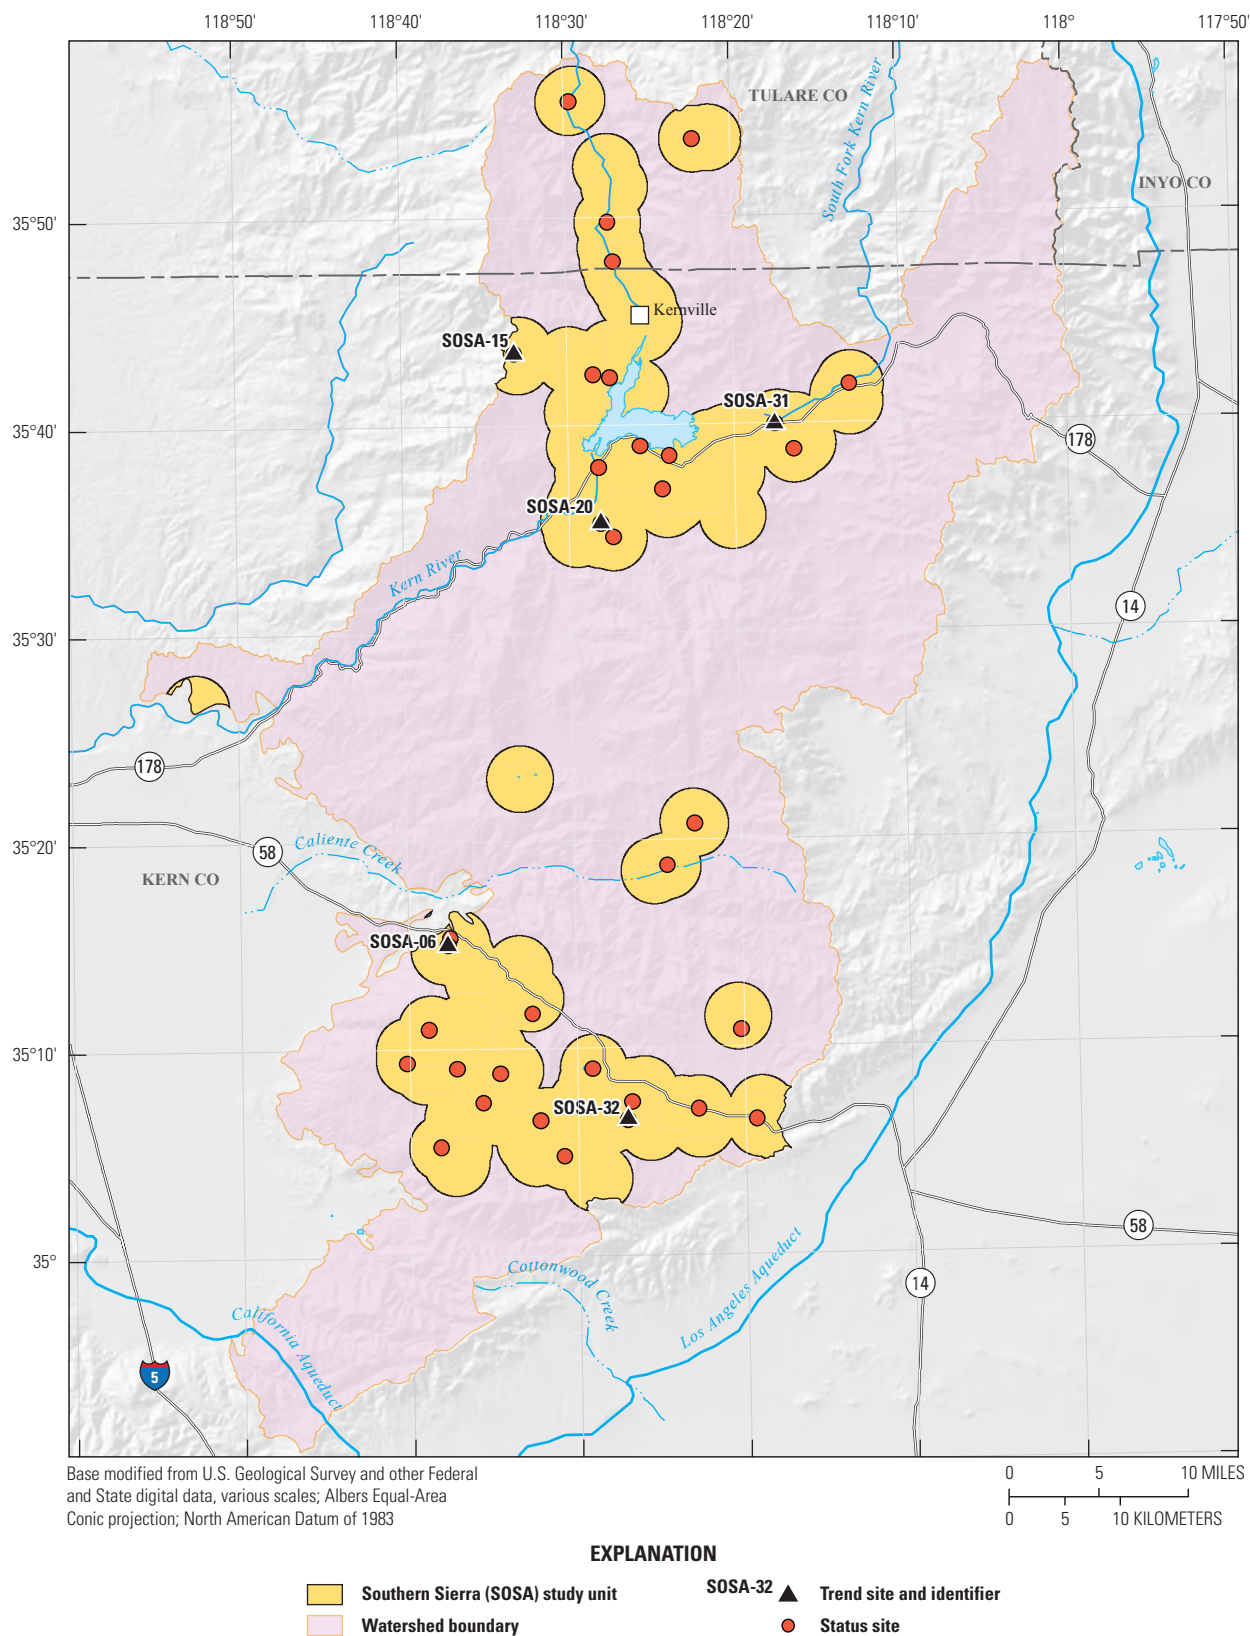 118°50'
118°40'
118°30'
118°20'
118°10'
118°
117°50'
TULARE CO
South Fork Kern River
INYO CO
35°50'
Kernville
SOSA-15
SOSA-31
35°40'
178
SOSA-20
Kern River
14
35°30'
178
Caliente Creek
58
35°20'
KERN CO
SOSA-06
35°10'
SOSA-32
58
35°
Cottonwood Creek
Los Angeles Aqueduct
14
California Aqueduct
5
Base modified from U.S. Geological Survey and other Federal
and State digital data, various scales; Albers Equal-Area
Conic projection; North American Datum of 1983
0 5 10 MILES
0 5 10 KILOMETERS
EXPLANATION
Southern Sierra (SOSA) study unit
SOSA-32 Trend site and identifier
Watershed boundary
Status site